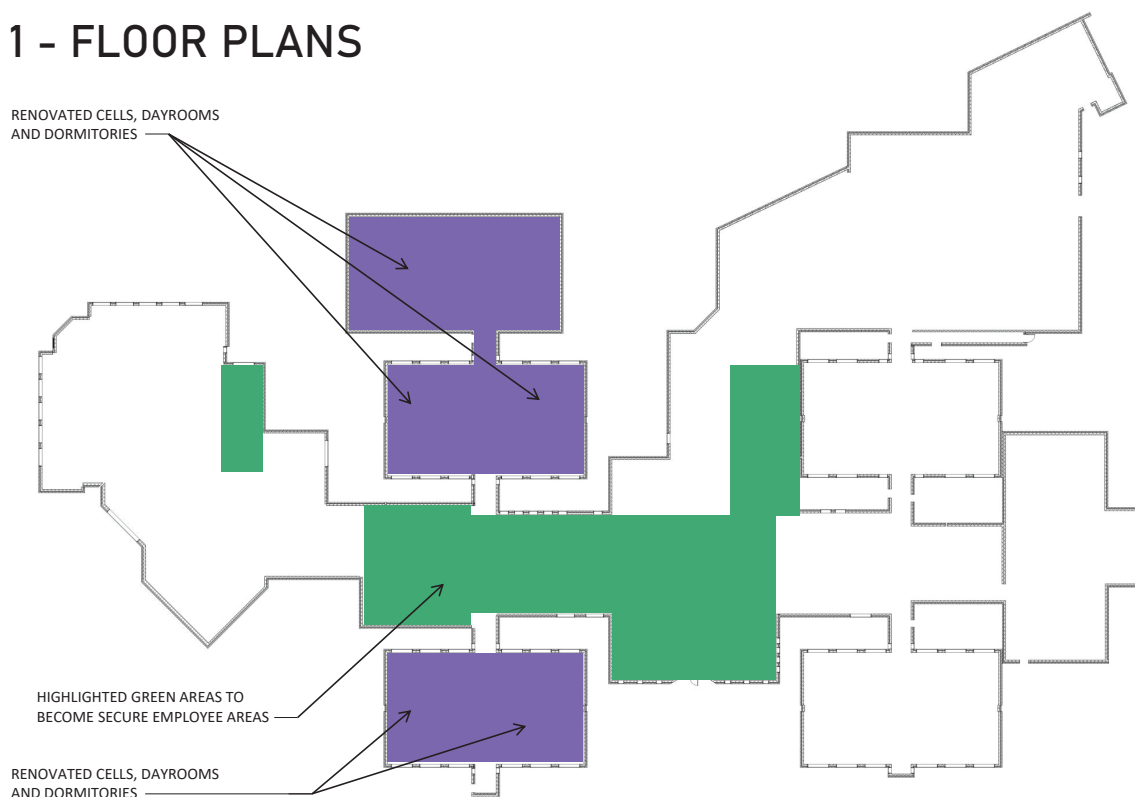 1 - FLOOR PLANS
RENOVATED CELLS, DAYROOMS
AND DORMITORIES
HIGHLIGHTED GREEN AREAS TO
BECOME SECURE EMPLOYEE AREAS
RENOVATED CELLS, DAYROOMS
AND DORMITORIES